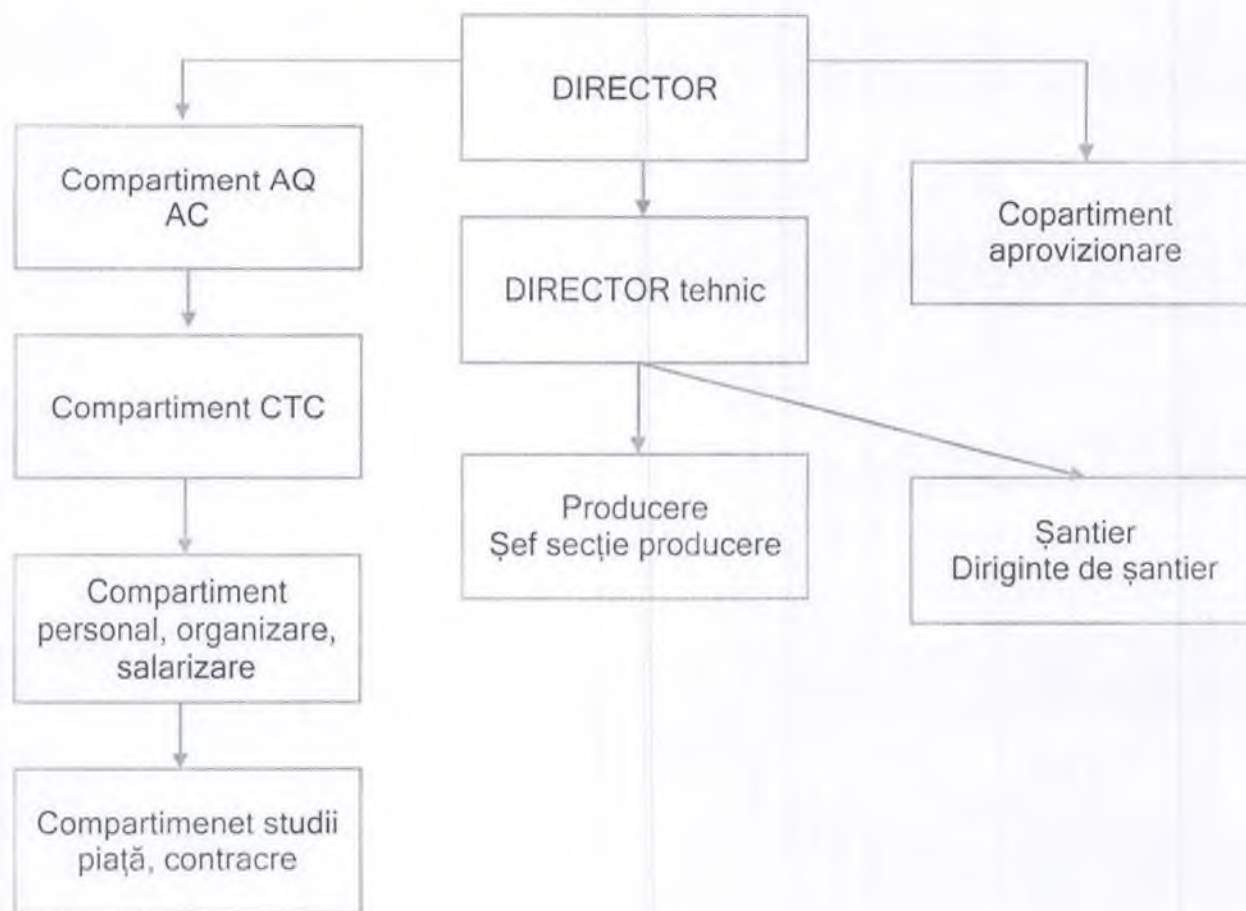 DIRECTOR
Compartiment AQ
AC
Copartiment
aprovizionare
DIRECTOR tehnic
Compartiment CTC
Producere
Șef secție producere
Șantier
Diriginte de șantier
Compartiment
personal, organizare,
salarizare
Compartimenet studii
piață, contracre